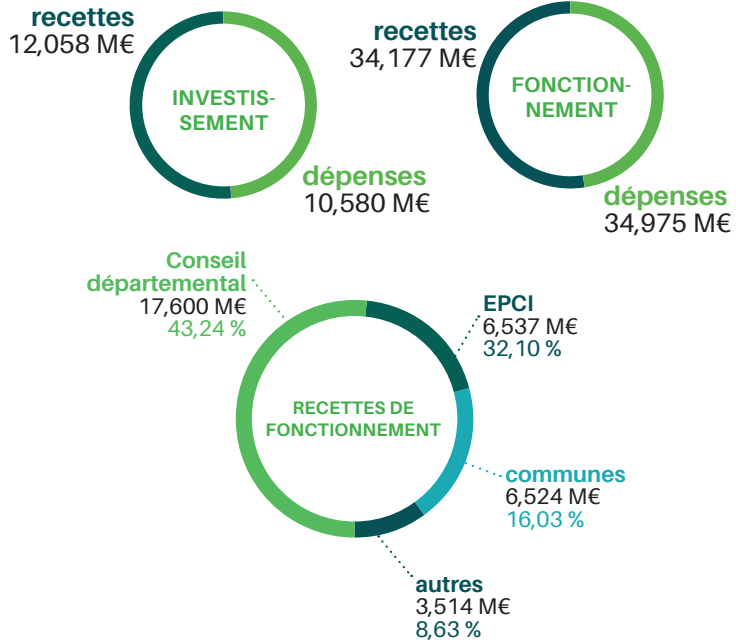 recettes
12,058 M€
INVESTIS-
SEMENT
dépenses
10,580 M€
recettes
34,177 M€
FONCTION-
NEMENT
dépenses
34,975 M€
Conseil
départemental
17,600 M€
43,24 %
EPCI
6,537 M€
32,10 %
RECETTES DE
FONCTIONNEMENT
communes
6,524 M€
16,03 %
autres
3,514 M€
8,63 %